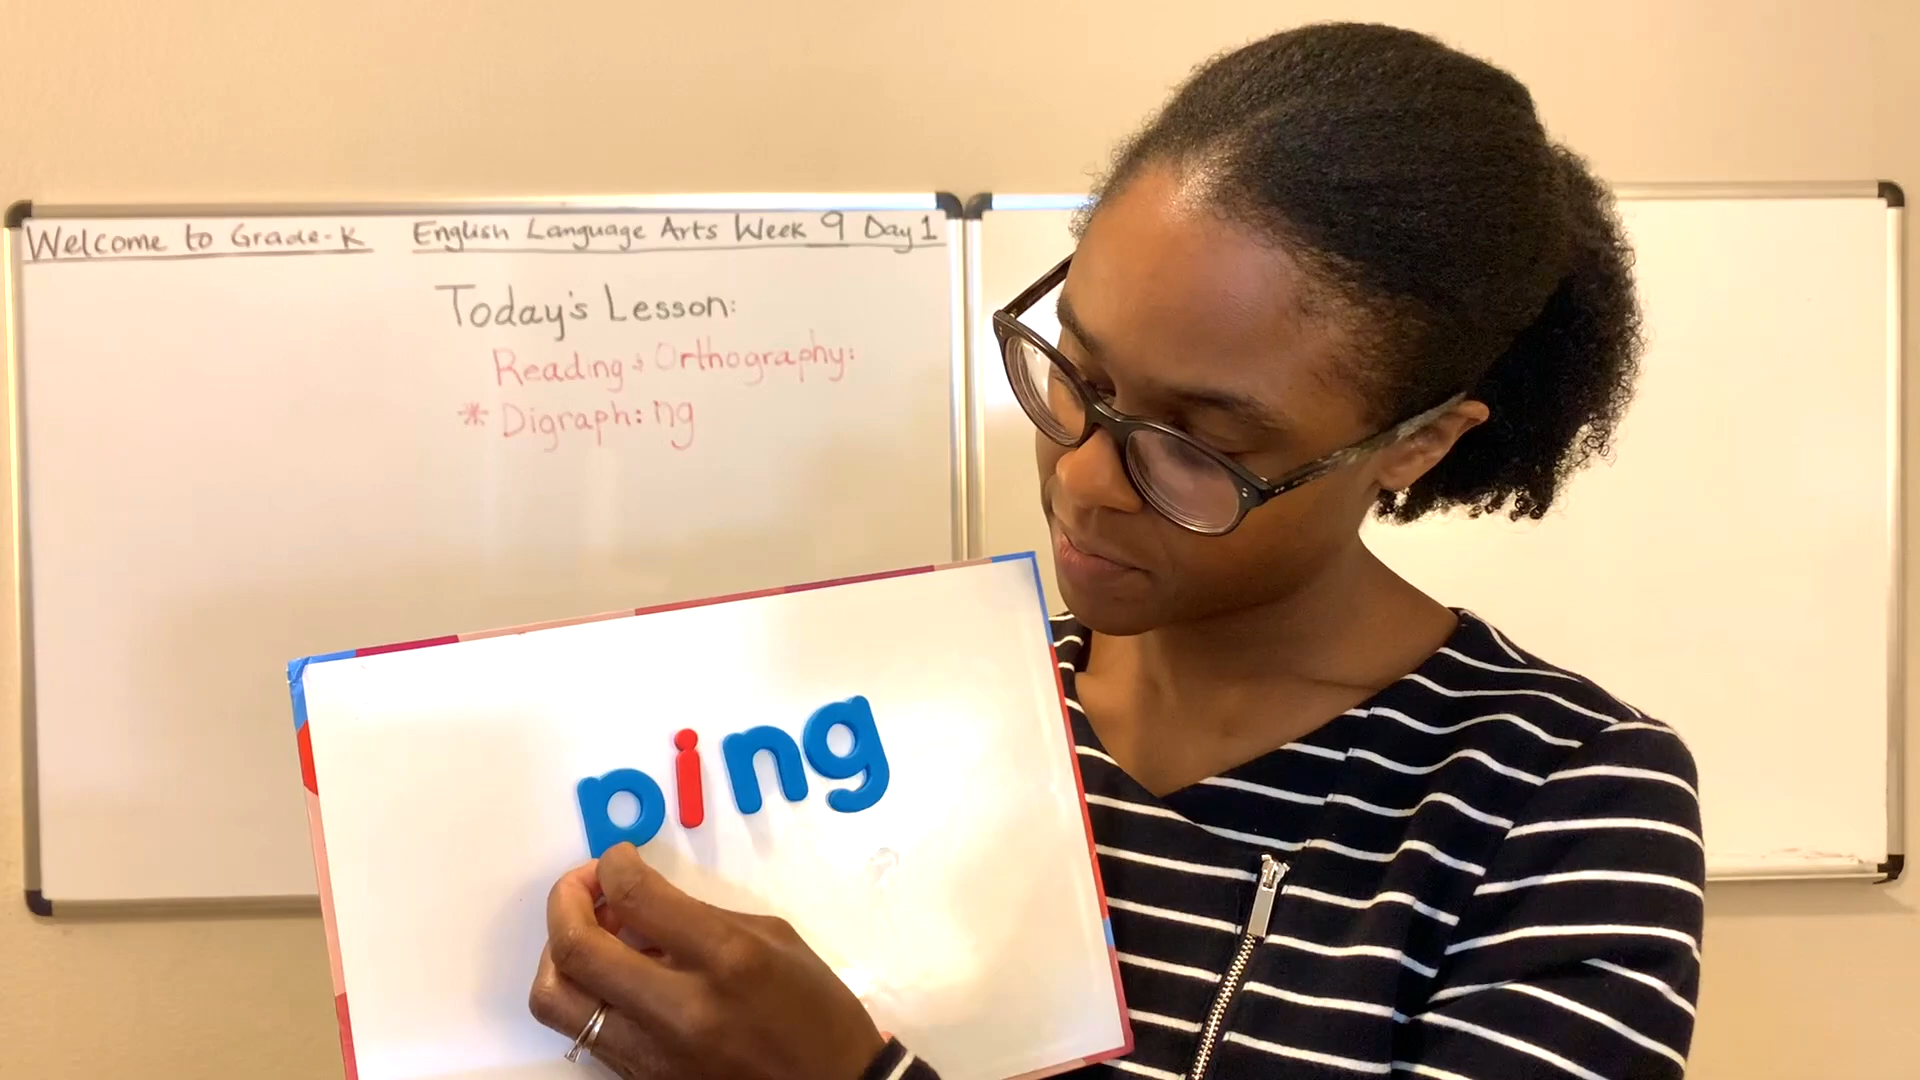 Welcome to Grade-K English Language Arts Week 9 Day 1
Today's Lesson:
Reading & Orthography:
* Digraph: ng
ping